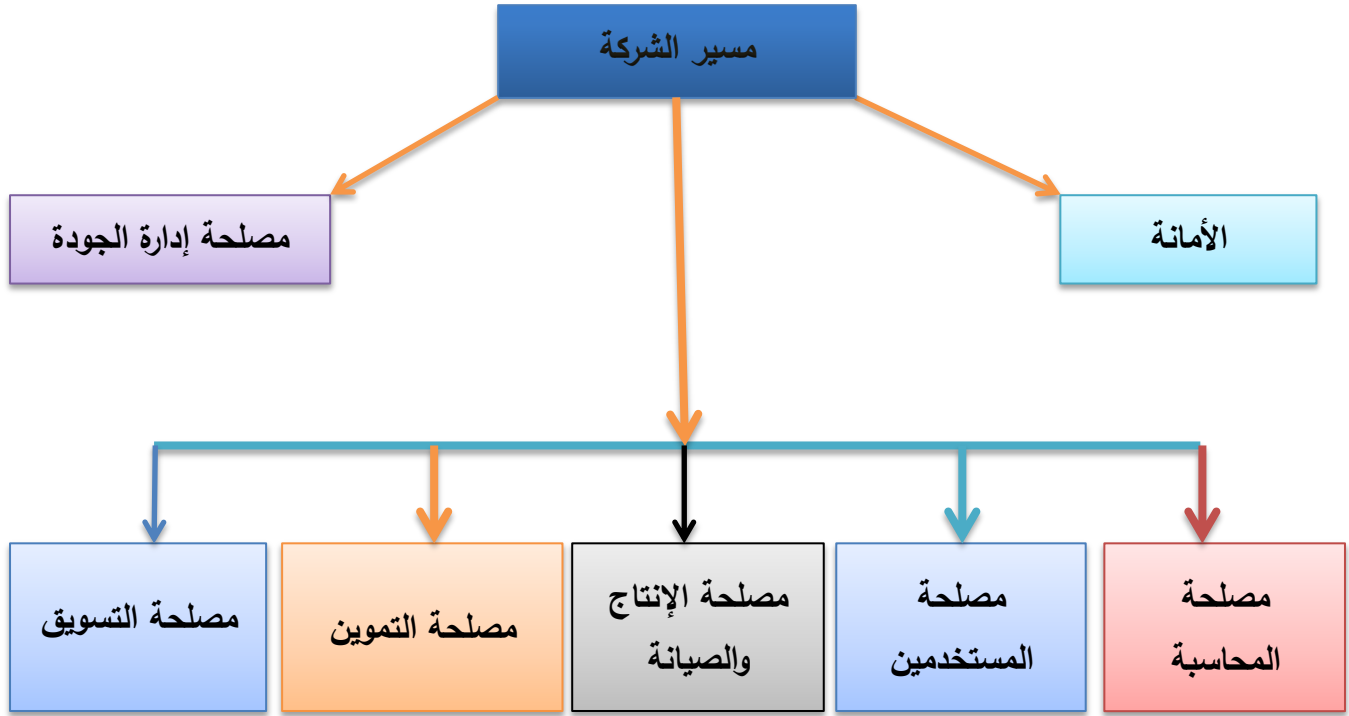 مسير الشركة
الأمانة
مصلحة إدارة الجودة
مصلحة
المحاسبة
مصلحة
المستخدمين
مصلحة الإنتاج
والصيانة
مصلحة التموين
مصلحة التسويق